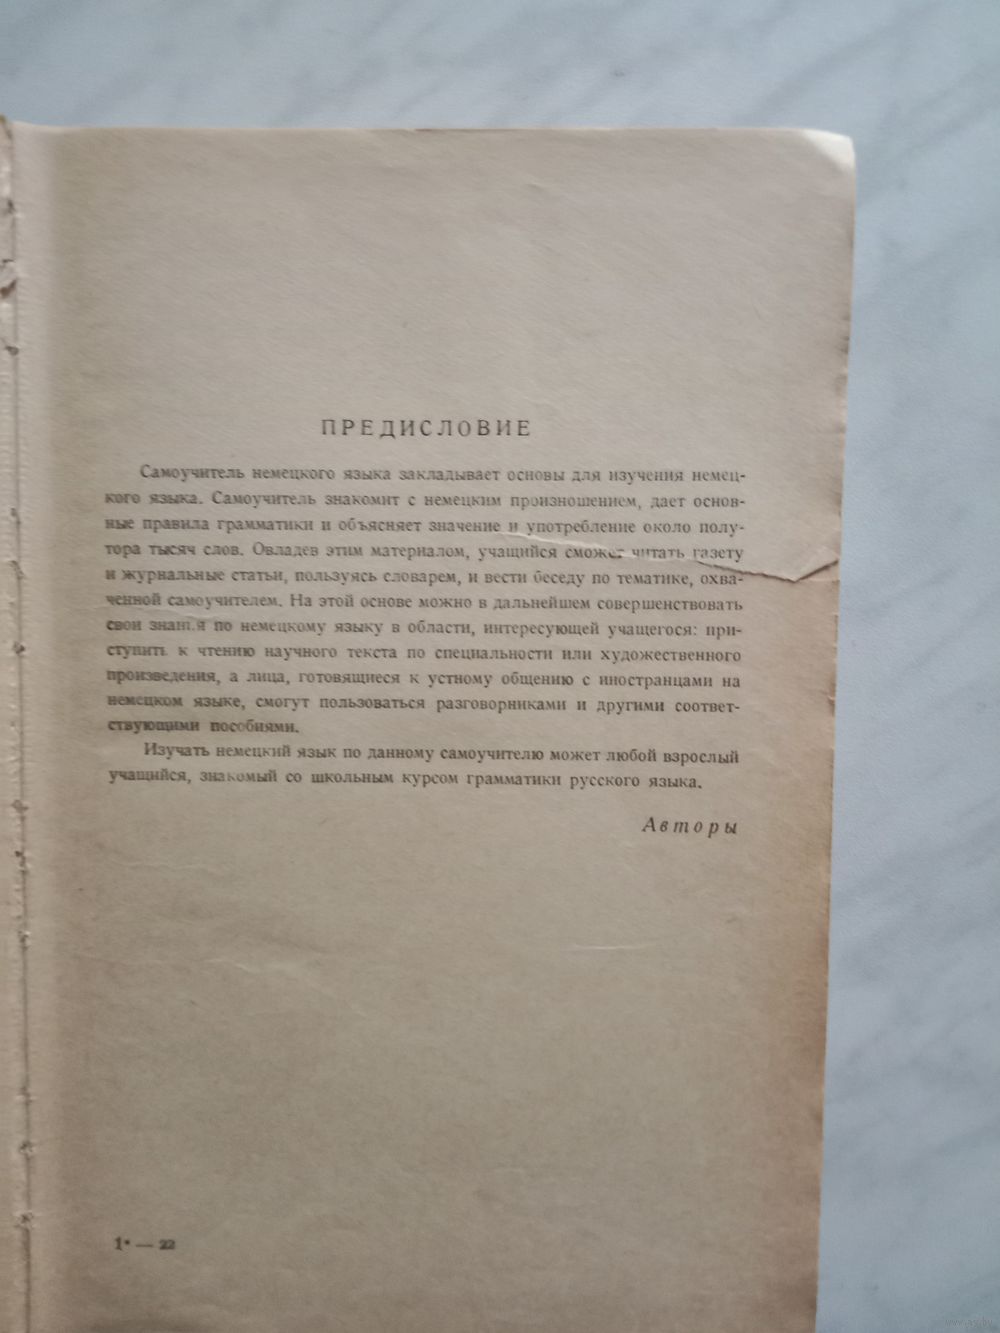 ПРЕДИСЛОВИЕ
Самоучитель немецкого языка закладывает основы для изучения немец-
кого языка. Самоучитель знакомит с немецким произношением, дает основ-
ные правила грамматики и объясняет значение и употребление около полу-
тора тысяч слов. Овладев этим материалом, учащийся сможет читать газету
и журнальные статьи, пользуясь словарем, и вести беседу по тематике, охва-
ченной самоучителем. На этой основе можно в дальнейшем совершенствовать
свои знания по немецкому языку в области, интересующей учащегося: при-
ступить к чтению научного текста по специальности или художественного
произведения, а лица, готовящиеся к устному общению с иностранцами на
немецком языке, смогут пользоваться разговорниками и другими соответ-
ствующими пособиями.
Изучать немецкий язык по данному самоучителю может любой взрослый
учащийся, знакомый со школьным курсом грамматики русского языка.
Авторы
1* — 22